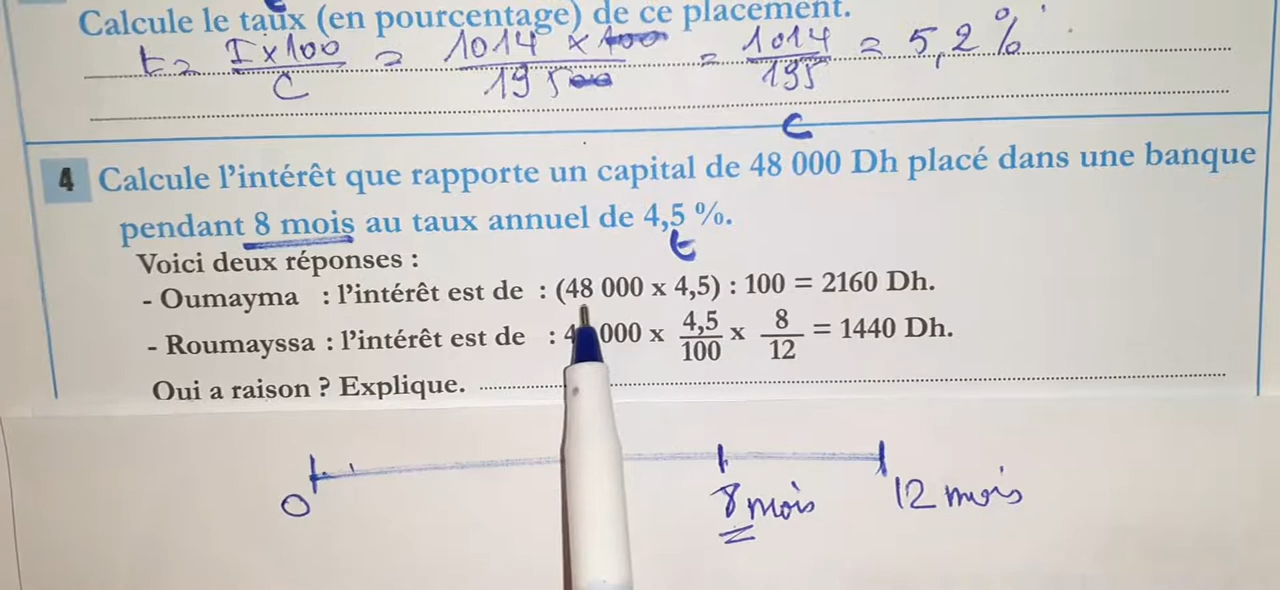 Calcule le taux (en pourcentage) de ce placement.
t = I x 100 / C = 1014 x 100 / 19500 = 1014 / 195 = 5,2 %
C
4 Calcule l'intérêt que rapporte un capital de 48 000 Dh placé dans une banque
pendant 8 mois au taux annuel de 4,5 %.
t
Voici deux réponses :
- Oumayma : l'intérêt est de : (48 000 x 4,5) : 100 = 2160 Dh.
- Roumayssa : l'intérêt est de : 4 000 x 4,5/100 x 8/12 = 1440 Dh.
Qui a raison ? Explique.
0 8 mois 12 mois